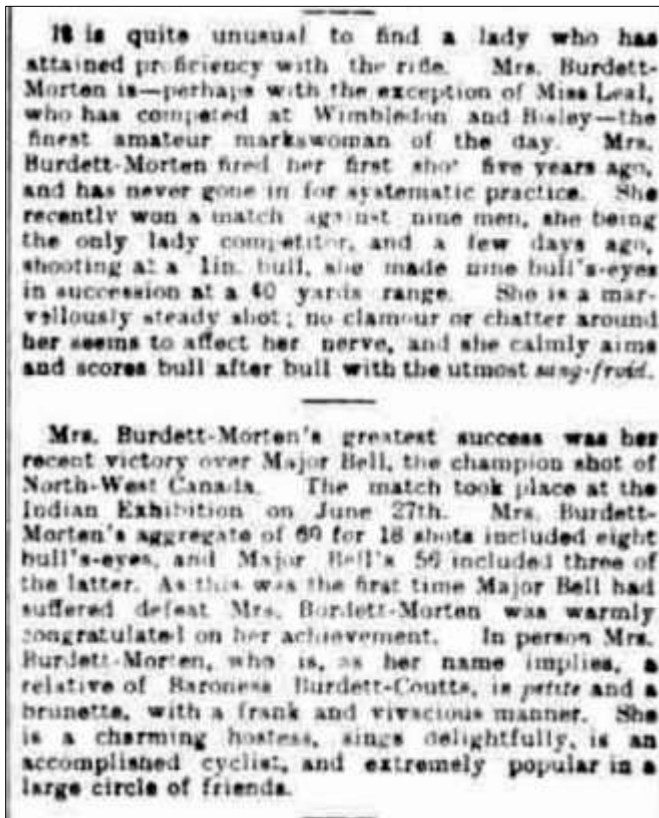 It is quite unusual to find a lady who has
attained proficiency with the rifle. Mrs. Burdett-
Morten is—perhaps with the exception of Miss Leal,
who has competed at Wimbledon and Bisley—the
finest amateur markswoman of the day. Mrs.
Burdett-Morten fired her first shot five years ago,
and has never gone in for systematic practice. She
recently won a match against nine men, she being
the only lady competitor, and a few days ago,
shooting at a 1in. bull, she made nine bull's-eyes
in succession at a 40 yards range. She is a mar-
vellously steady shot; no clamour or chatter around
her seems to affect her nerve, and she calmly aims
and scores bull after bull with the utmost sang-froid.
Mrs. Burdett-Morten's greatest success was her
recent victory over Major Bell, the champion shot of
North-West Canada. The match took place at the
Indian Exhibition on June 27th. Mrs. Burdett-
Morten's aggregate of 60 for 18 shots included eight
bull's-eyes, and Major Bell's 56 included three of
the latter. As this was the first time Major Bell had
suffered defeat Mrs. Burdett-Morten was warmly
congratulated on her achievement. In person Mrs.
Burdett-Morten, who is, as her name implies, a
relative of Baroness Burdett-Coutts, is petite and a
brunette, with a frank and vivacious manner. She
is a charming hostess, sings delightfully, is an
accomplished cyclist, and extremely popular in a
large circle of friends.